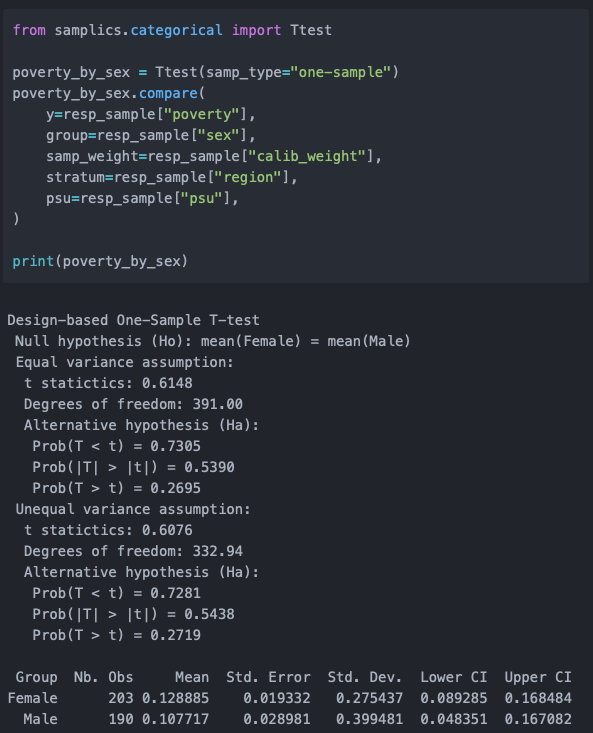 from samplics.categorical import Ttest
poverty_by_sex = Ttest(samp_type="one-sample")
poverty_by_sex.compare(
    y=resp_sample["poverty"],
    group=resp_sample["sex"],
    samp_weight=resp_sample["calib_weight"],
    stratum=resp_sample["region"],
    psu=resp_sample["psu"],
)
print(poverty_by_sex)
Design-based One-Sample T-test
 Null hypothesis (Ho): mean(Female) = mean(Male)
 Equal variance assumption:
  t statictics: 0.6148
  Degrees of freedom: 391.00
  Alternative hypothesis (Ha):
   Prob(T < t) = 0.7305
   Prob(|T| > |t|) = 0.5390
   Prob(T > t) = 0.2695
 Unequal variance assumption:
  t statictics: 0.6076
  Degrees of freedom: 332.94
  Alternative hypothesis (Ha):
   Prob(T < t) = 0.7281
   Prob(|T| > |t|) = 0.5438
   Prob(T > t) = 0.2719
 Group  Nb. Obs     Mean  Std. Error  Std. Dev.  Lower CI  Upper CI
Female      203 0.128885    0.019332   0.275437  0.089285  0.168484
  Male      190 0.107717    0.028981   0.399481  0.048351  0.167082